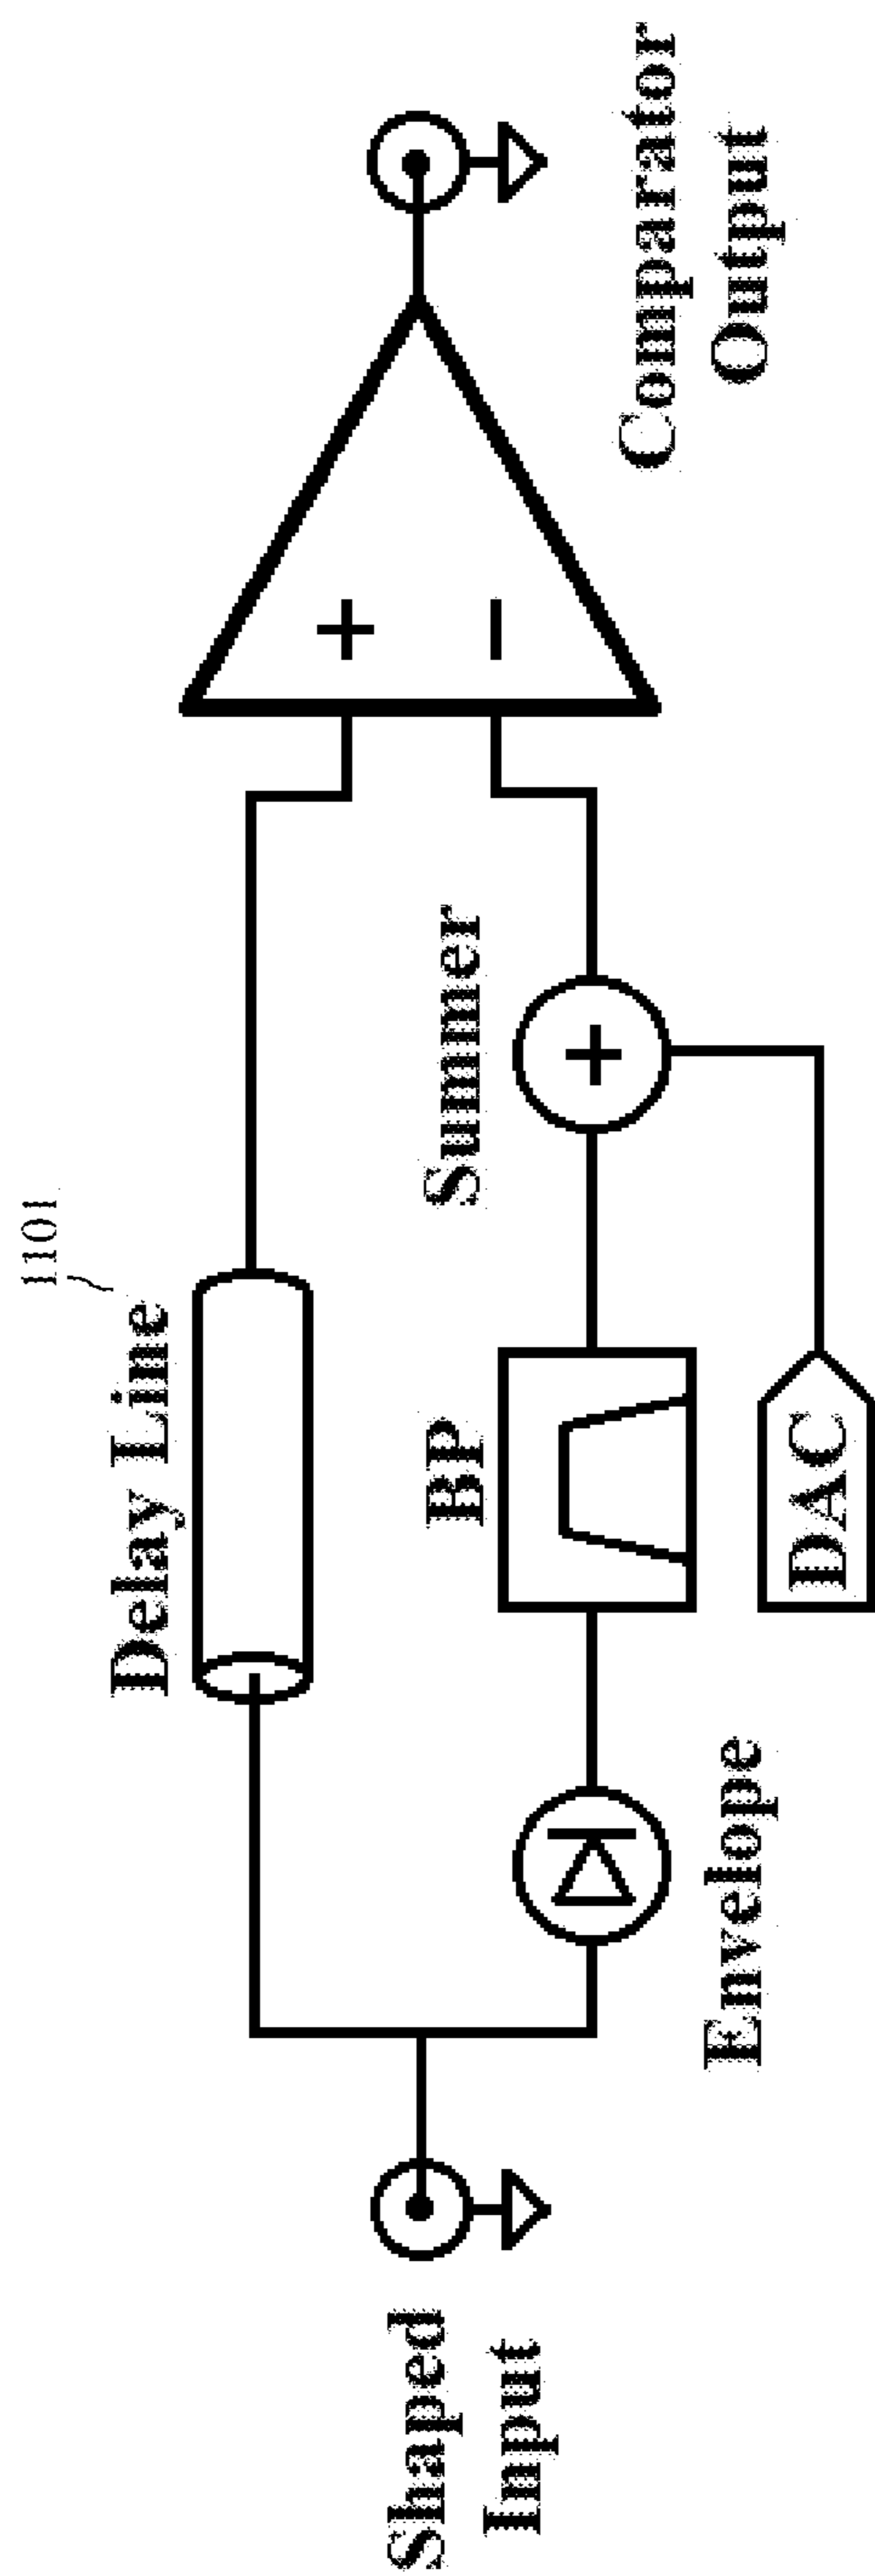 1101
Delay Line
Shaped
Input
Envelope
BP
DAC
Summer
+
+
−
Comparator
Output